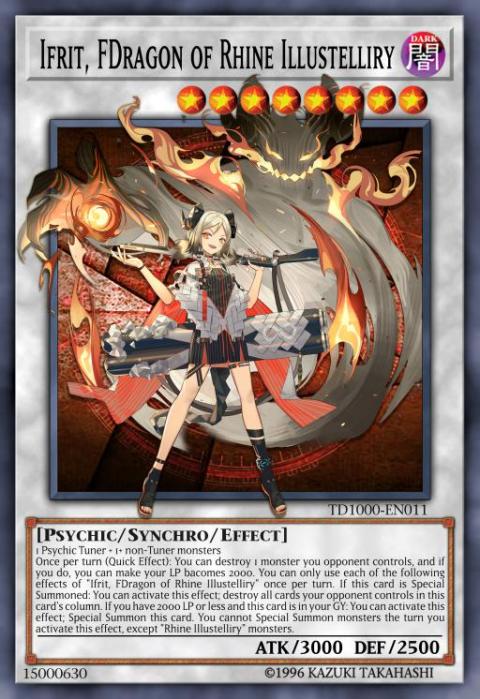 Ifrit, FDragon of Rhine Illustelliry
DARK
闇
TD1000-EN011
[Psychic/Synchro/Effect]
1 Psychic Tuner + 1+ non-Tuner monsters
Once per turn (Quick Effect): You can destroy 1 monster you opponent controls, and if
you do, you can make your LP bacomes 2000. You can only use each of the following
effects of "Ifrit, FDragon of Rhine Illustelliry" once per turn. If this card is Special
Summoned: You can activate this effect; destroy all cards your opponent controls in this
card's column. If you have 2000 LP or less and this card is in your GY: You can activate this
effect; Special Summon this card. You cannot Special Summon monsters the turn you
activate this effect, except "Rhine Illustelliry" monsters.
ATK/3000 DEF/2500
15000630
©1996 KAZUKI TAKAHASHI